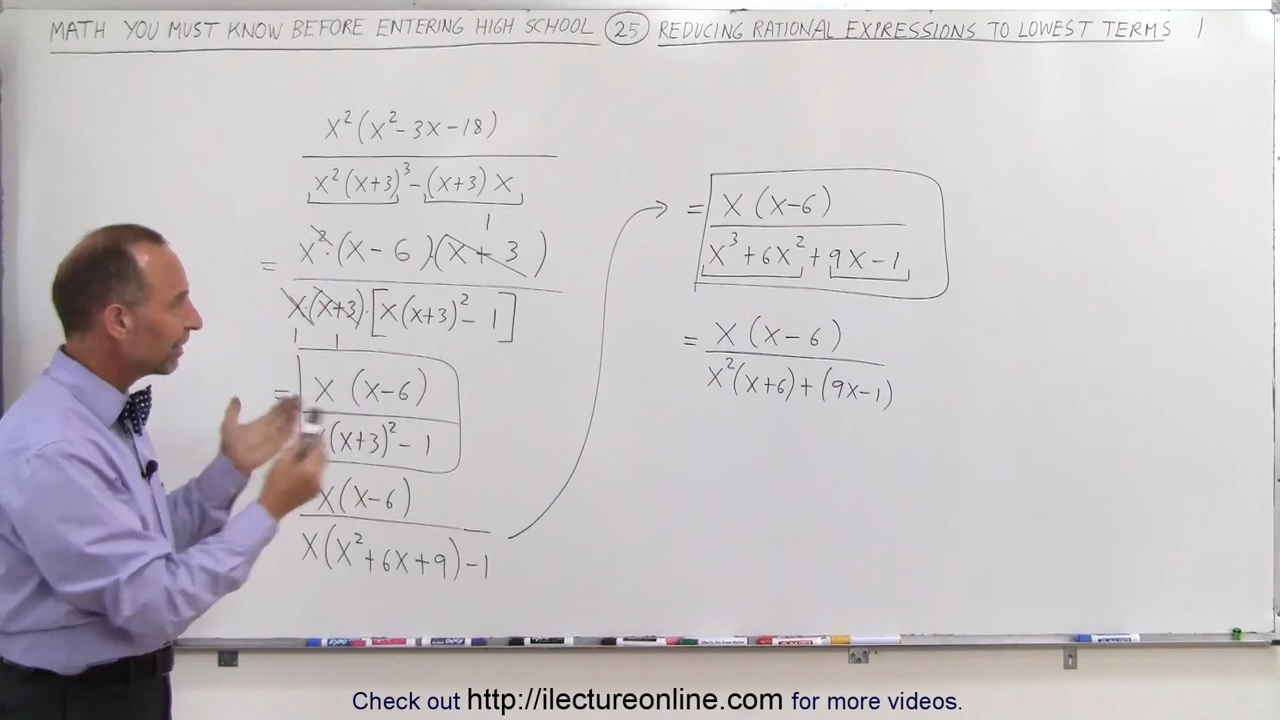 MATH YOU MUST KNOW BEFORE ENTERING HIGH SCHOOL 25 REDUCING RATIONAL EXPRESSIONS TO LOWEST TERMS 1
x²(x²-3x-18)
x²(x+3)³-(x+3)x
1
= x²·(x-6)·(x+3)
x·(x+3)·[x(x+3)²-1]
1 1
= x (x-6)
(x+3)²-1
x(x-6)
x(x²+6x+9)-1
= x (x-6)
x³+6x²+9x-1
= x (x-6)
x²(x+6)+(9x-1)
EXPO
Check out http://ilectureonline.com for more videos.